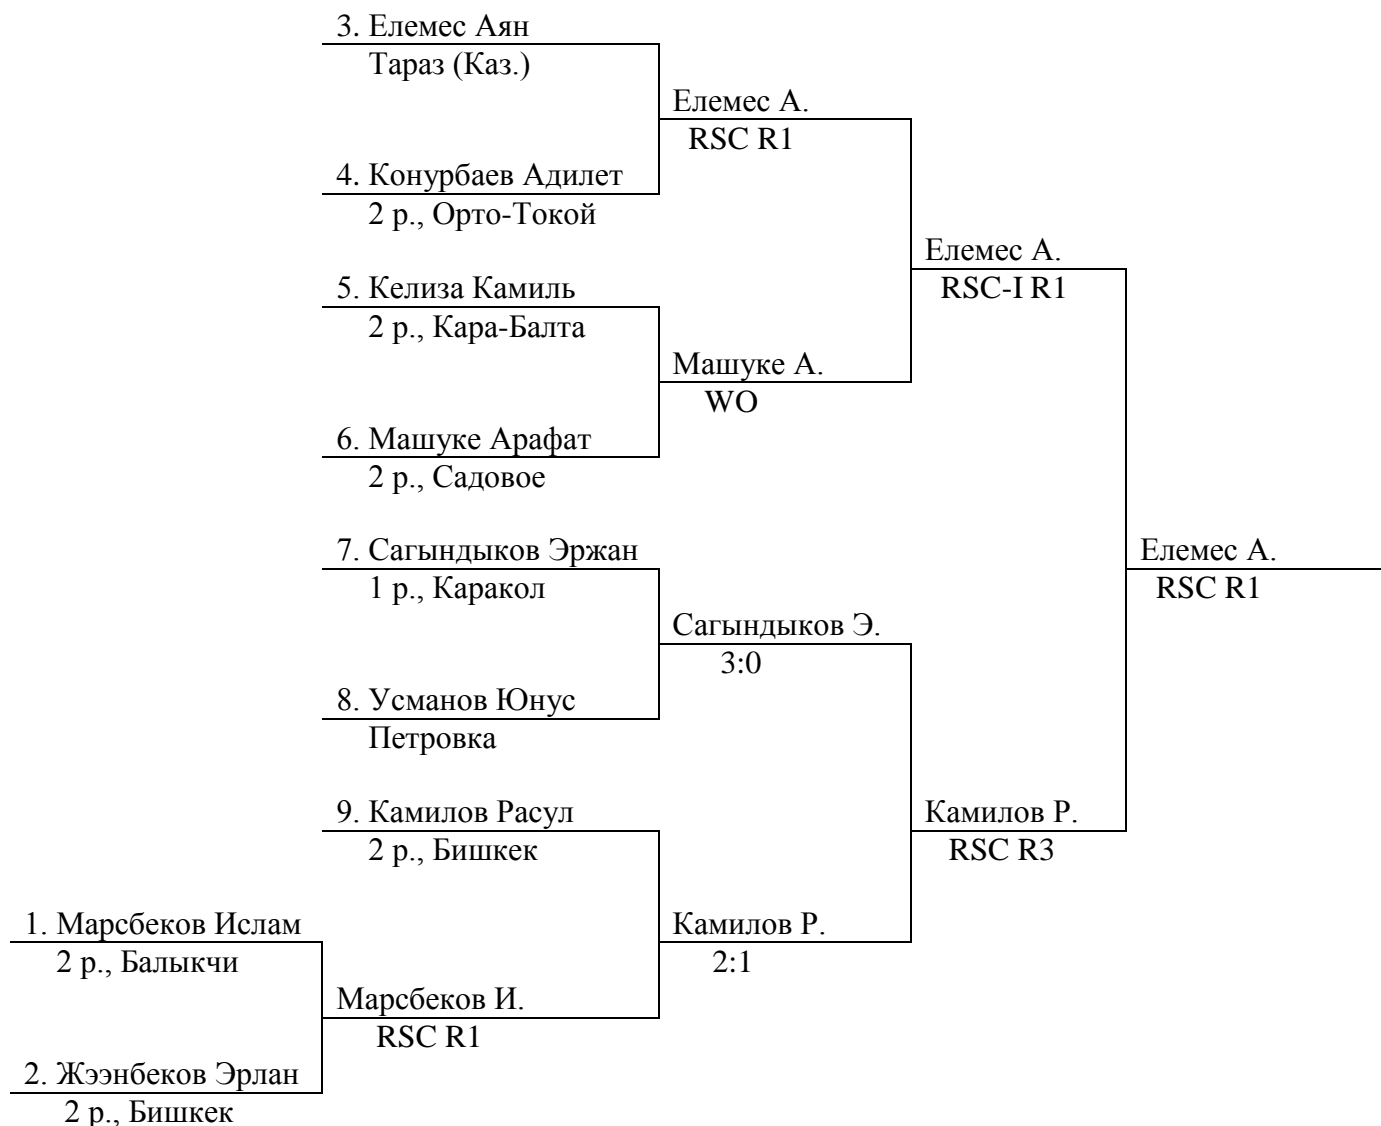 3. Елемес Аян
Тараз (Каз.)
Елемес А.
RSC R1
4. Конурбаев Адилет
2 р., Орто-Токой
Елемес А.
RSC-I R1
5. Келиза Камиль
2 р., Кара-Балта
Машуке А.
WO
6. Машуке Арафат
2 р., Садовое
7. Сагындыков Эржан
1 р., Каракол
Елемес А.
RSC R1
Сагындыков Э.
3:0
8. Усманов Юнус
Петровка
9. Камилов Расул
2 р., Бишкек
Камилов Р.
RSC R3
1. Марсбеков Ислам
2 р., Балыкчи
Камилов Р.
2:1
Марсбеков И.
RSC R1
2. Жээнбеков Эрлан
2 р., Бишкек